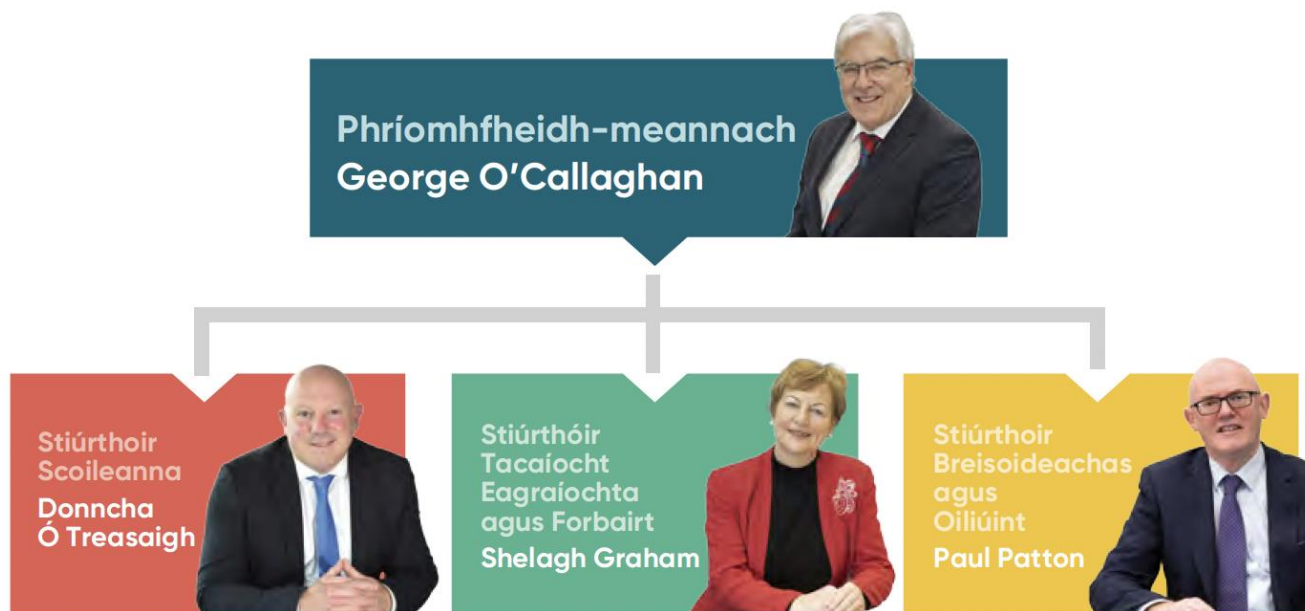 Phríomhfheidh-meannach
George O'Callaghan
Stiúrthoir
Scoileanna
Donncha
Ó Treasaigh
Stiúrthóir
Tacaíocht
Eagraíochta
agus Forbairt
Shelagh Graham
Stiúrthoir
Breisoideachas
agus
Oiliúint
Paul Patton